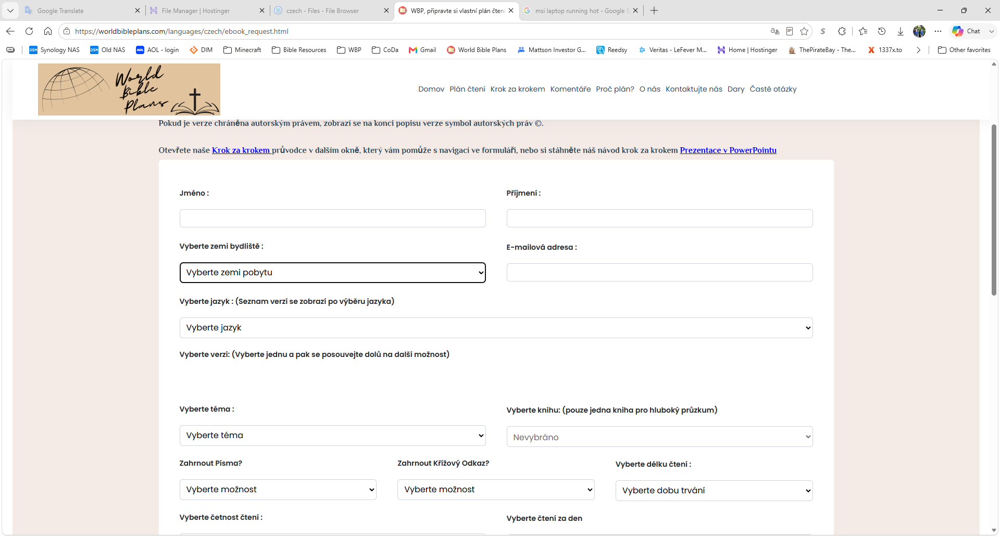 Google Translate
File Manager | Hostinger
czech - Files - File Browser
WBP, připravte si vlastní plán čtení
msi laptop running hot - Google S
https://worldbibleplans.com/languages/czech/ebook_request.html
Chat
Synology NAS
Old NAS
AOL - login
DIM
Minecraft
Bible Resources
WBP
CoDa
Gmail
World Bible Plans
Mattson Investor G...
Reedsy
Veritas - LeFever M...
Home | Hostinger
ThePirateBay - The...
1337x.to
Other favorites
World
Bible
Plans
Domov Plán čtení Krok za krokem Komentáře Proč plán? O nás Kontaktujte nás Dary Časté otázky
Pokud je verze chráněna autorským právem, zobrazí se na konci popisu verze symbol autorských práv ©.
Otevřete naše Krok za krokem průvodce v dalším okně, který vám pomůže s navigací ve formuláři, nebo si stáhněte náš návod krok za krokem Prezentace v PowerPointu
Jméno :
Příjmení :
Vyberte zemi bydliště :
E-mailová adresa :
Vyberte zemi pobytu
Vyberte jazyk : (Seznam verzí se zobrazí po výběru jazyka)
Vyberte jazyk
Vyberte verzi: (Vyberte jednu a pak se posouvejte dolů na další možnost)
Vyberte téma :
Vyberte knihu: (pouze jedna kniha pro hluboký průzkum)
Vyberte téma
Nevybráno
Zahrnout Písma?
Zahrnout Křížový Odkaz?
Vyberte délku čtení :
Vyberte možnost
Vyberte možnost
Vyberte dobu trvání
Vyberte četnost čtení :
Vyberte čtení za den